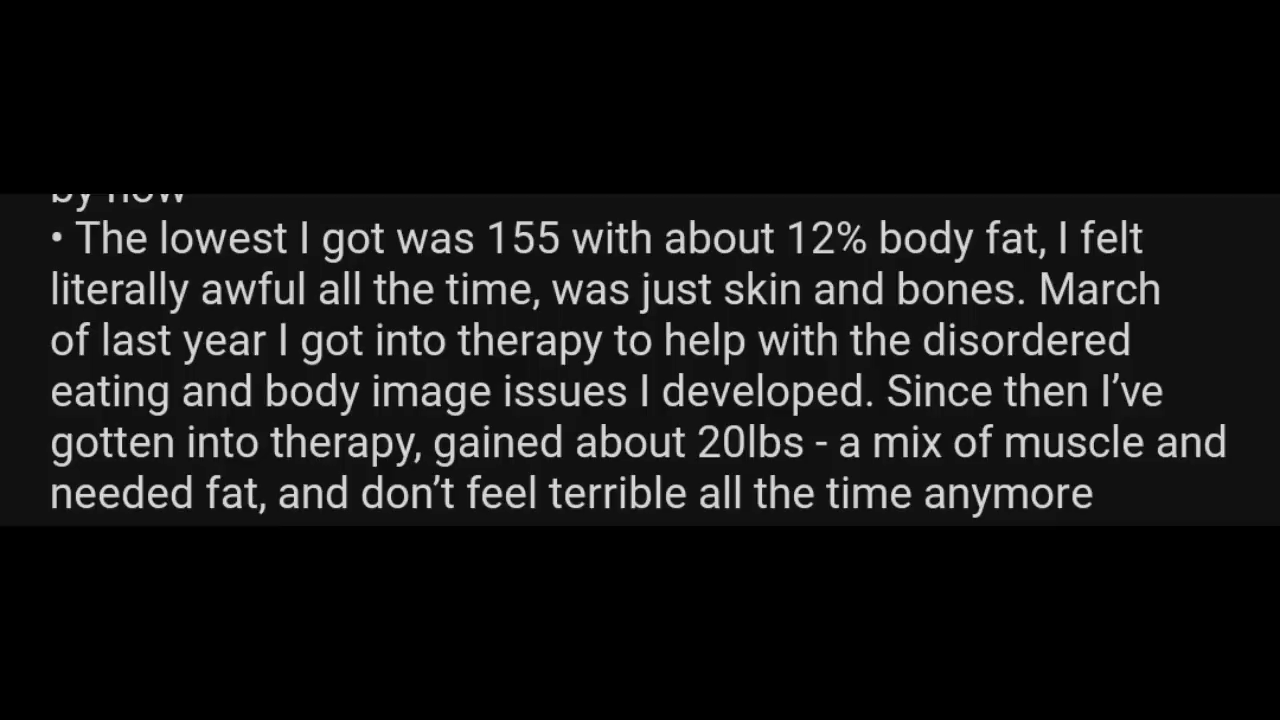 by now
• The lowest I got was 155 with about 12% body fat, I felt
literally awful all the time, was just skin and bones. March
of last year I got into therapy to help with the disordered
eating and body image issues I developed. Since then I’ve
gotten into therapy, gained about 20lbs - a mix of muscle and
needed fat, and don’t feel terrible all the time anymore